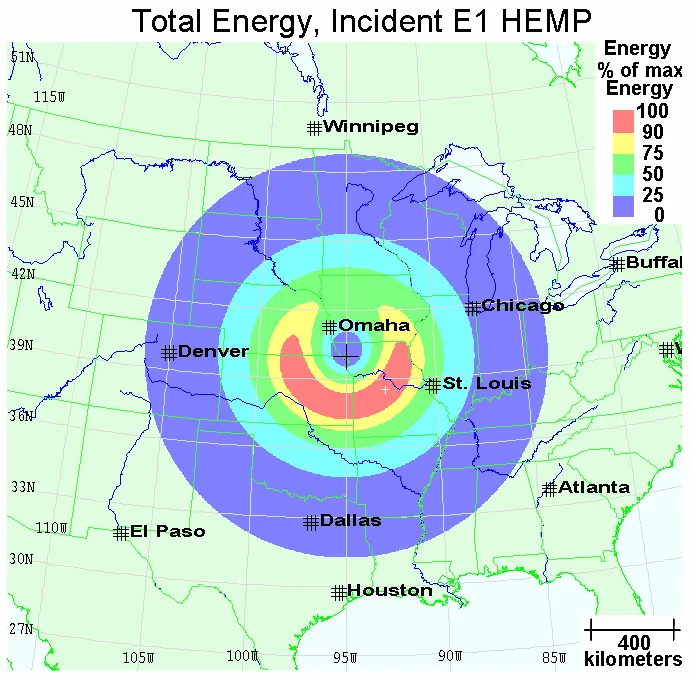 Total Energy, Incident E1 HEMP
Energy
% of max
Energy
100
90
75
50
25
0
51N
115W
48N
Winnipeg
45N
42N
Buffal
Chicago
Omaha
39N
Denver
St. Louis
36N
33N
Atlanta
110W
El Paso
Dallas
30N
Houston
27N
105W
100W
95W
90W
85W
400
kilometers